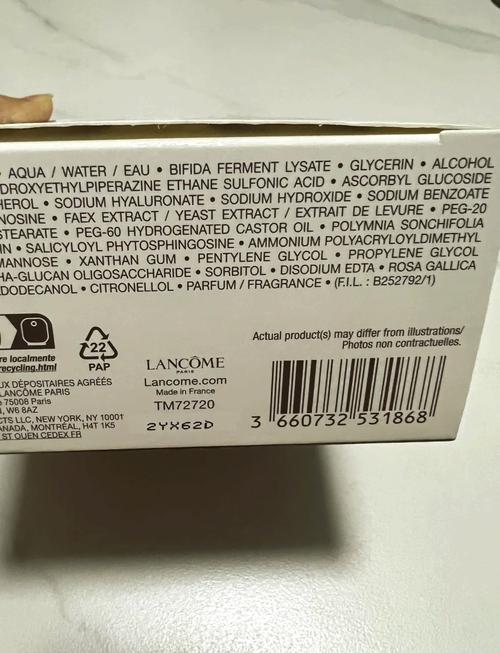 • AQUA / WATER / EAU • BIFIDA FERMENT LYSATE • GLYCERIN • ALCOHOL
DROXYETHYLPIPERAZINE ETHANE SULFONIC ACID • ASCORBYL GLUCOSIDE
HEROL • SODIUM HYALURONATE • SODIUM HYDROXIDE • SODIUM BENZOATE
NOSINE • FAEX EXTRACT / YEAST EXTRACT / EXTRAIT DE LEVURE • PEG-20
STEARATE • PEG-60 HYDROGENATED CASTOR OIL • POLYMNIA SONCHIFOLIA
IN • SALICYLOYL PHYTOSPHINGOSINE • AMMONIUM POLYACRYLOYLDIMETHYL
MANNOSE • XANTHAN GUM • PENTYLENE GLYCOL • PROPYLENE GLYCOL
HA-GLUCAN OLIGOSACCHARIDE • SORBITOL • DISODIUM EDTA • ROSA GALLICA
LDODECANOL • CITRONELLOL • PARFUM / FRAGRANCE • (F.I.L. : B252792/1)
Actual product(s) may differ from illustrations/
Photos non contractuelles.
re localement
recycling.html
22
PAP
UX DÉPOSITAIRES AGRÉÉS
LANCÔME PARIS
e 75008 Paris
, W6 8AZ
CTS LLC, NEW YORK, NY 10001
ANADA, MONTRÉAL, H4T 1K5
ST OUEN CEDEX.FR
LANCÔME
PARIS
Lancome.com
Made in France
TM72720
2YX62D
3 660732 531868